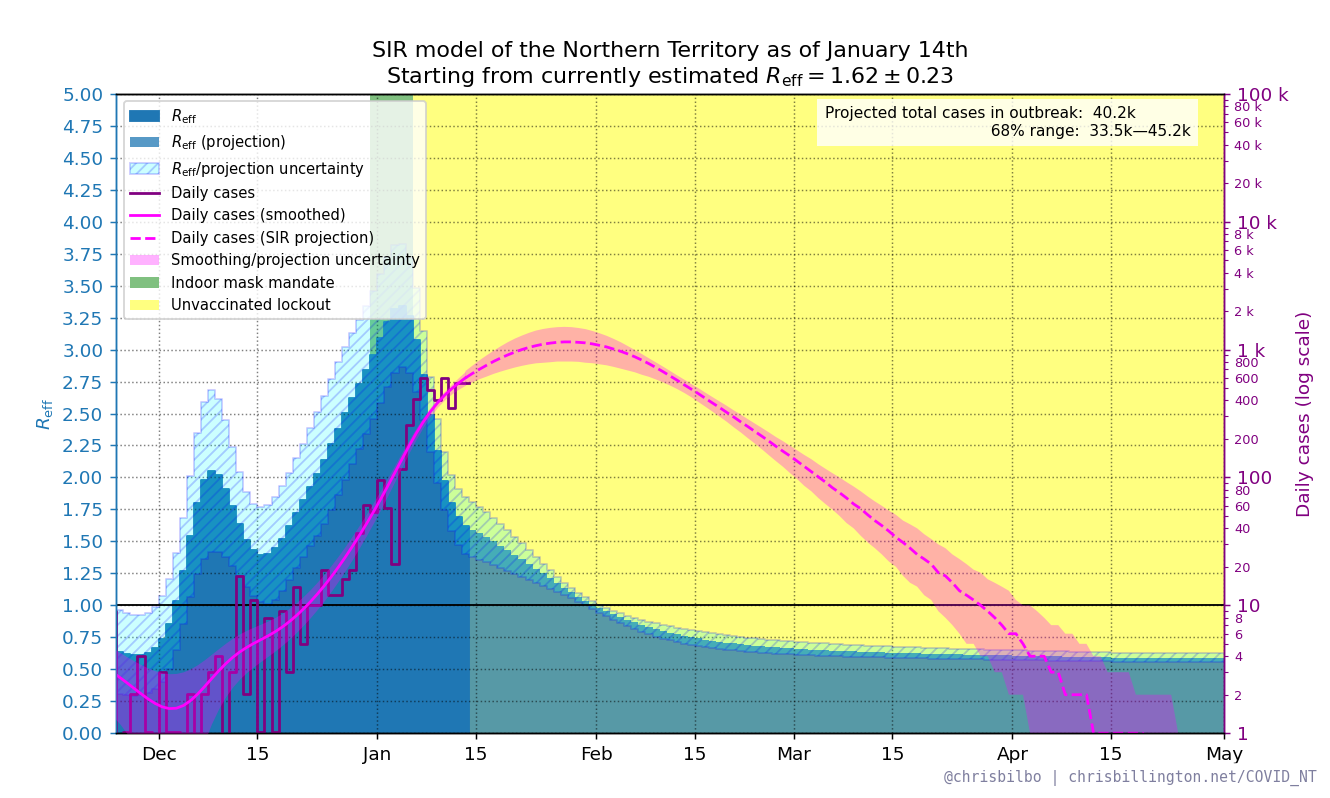 SIR model of the Northern Territory as of January 14th
Starting from currently estimated R_eff = 1.62 ± 0.23
R_eff
R_eff (projection)
R_eff/projection uncertainty
Daily cases
Daily cases (smoothed)
Daily cases (SIR projection)
Smoothing/projection uncertainty
Indoor mask mandate
Unvaccinated lockout
Projected total cases in outbreak: 40.2k
68% range: 33.5k—45.2k
R_eff
5.00
4.75
4.50
4.25
4.00
3.75
3.50
3.25
3.00
2.75
2.50
2.25
2.00
1.75
1.50
1.25
1.00
0.75
0.50
0.25
0.00
100 k
80 k
60 k
40 k
20 k
10 k
8 k
6 k
4 k
2 k
1 k
800
600
400
200
100
80
60
40
20
10
8
6
4
2
1
Daily cases (log scale)
Dec 15 Jan 15 Feb 15 Mar 15 Apr 15 May
@chrisbilbo | chrisbillington.net/COVID_NT